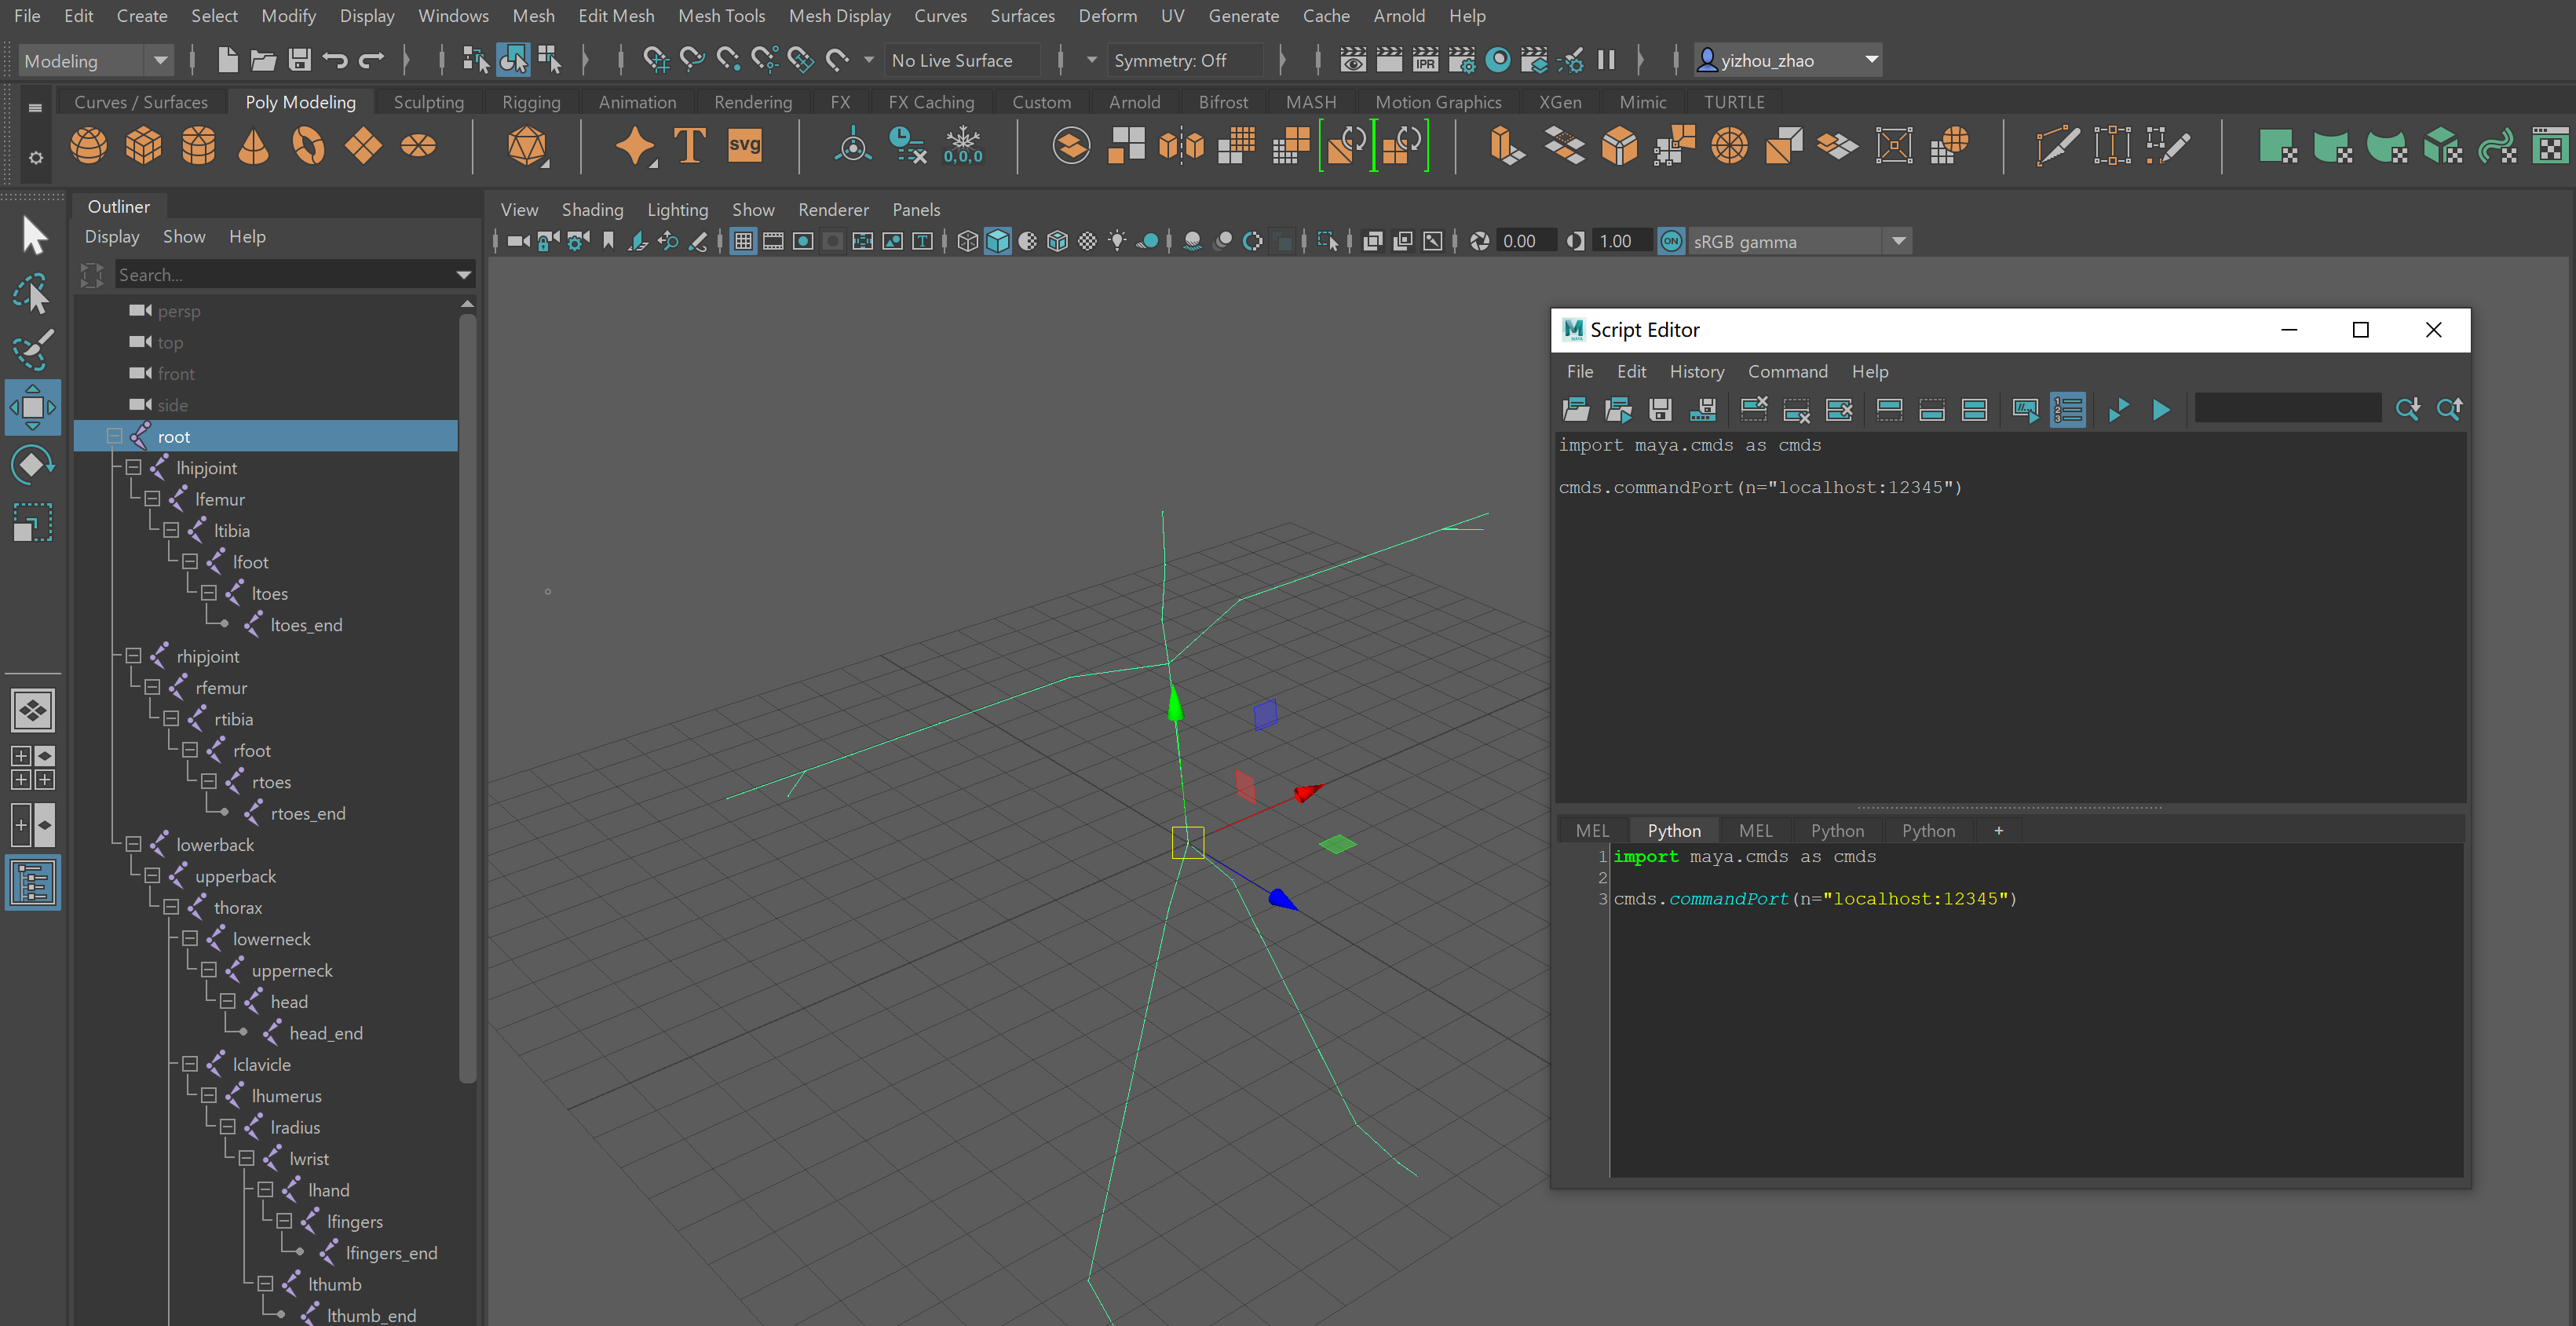 File Edit Create Select Modify Display Windows Mesh Edit Mesh Mesh Tools Mesh Display Curves Surfaces Deform UV Generate Cache Arnold Help
Modeling No Live Surface Symmetry: Off IPR yizhou_zhao
Curves / Surfaces Poly Modeling Sculpting Rigging Animation Rendering FX FX Caching Custom Arnold Bifrost MASH Motion Graphics XGen Mimic TURTLE
T svg 0,0,0
Outliner
Display Show Help
Search...
persp
top
front
side
root
lhipjoint
lfemur
ltibia
lfoot
ltoes
ltoes_end
rhipjoint
rfemur
rtibia
rfoot
rtoes
rtoes_end
lowerback
upperback
thorax
lowerneck
upperneck
head
head_end
lclavicle
lhumerus
lradius
lwrist
lhand
lfingers
lfingers_end
lthumb
lthumb_end
View Shading Lighting Show Renderer Panels
T 0.00 1.00 ON sRGB gamma
M Script Editor
File Edit History Command Help
import maya.cmds as cmds
cmds.commandPort(n="localhost:12345")
MEL Python MEL Python Python +
1 import maya.cmds as cmds
2
3 cmds.commandPort(n="localhost:12345")